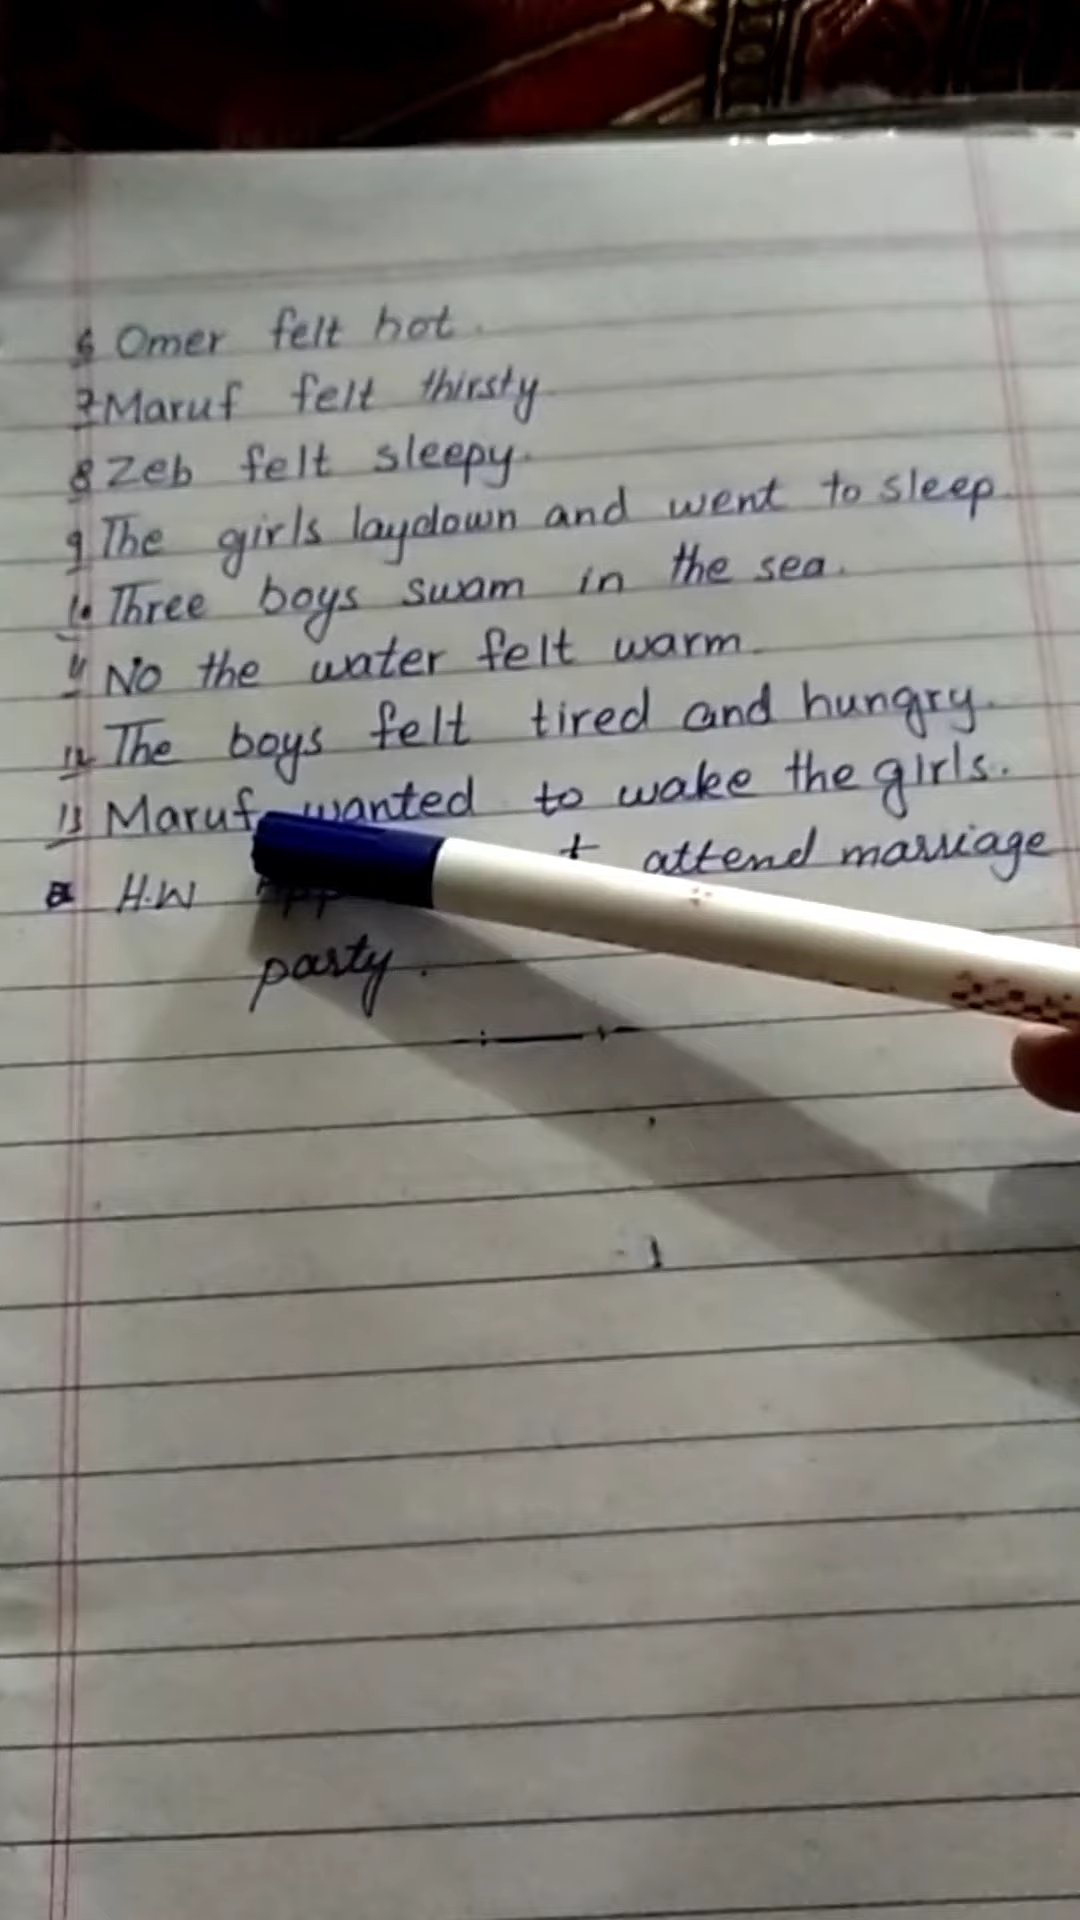 6 Omer felt hot.
7 Maruf felt thirsty
8 Zeb felt sleepy.
9 The girls laydown and went to sleep.
10 Three boys swam in the sea.
11 No the water felt warm.
12 The boys felt tired and hungry.
13 Maruf wanted to wake the girls.
H.W attend marriage
party.